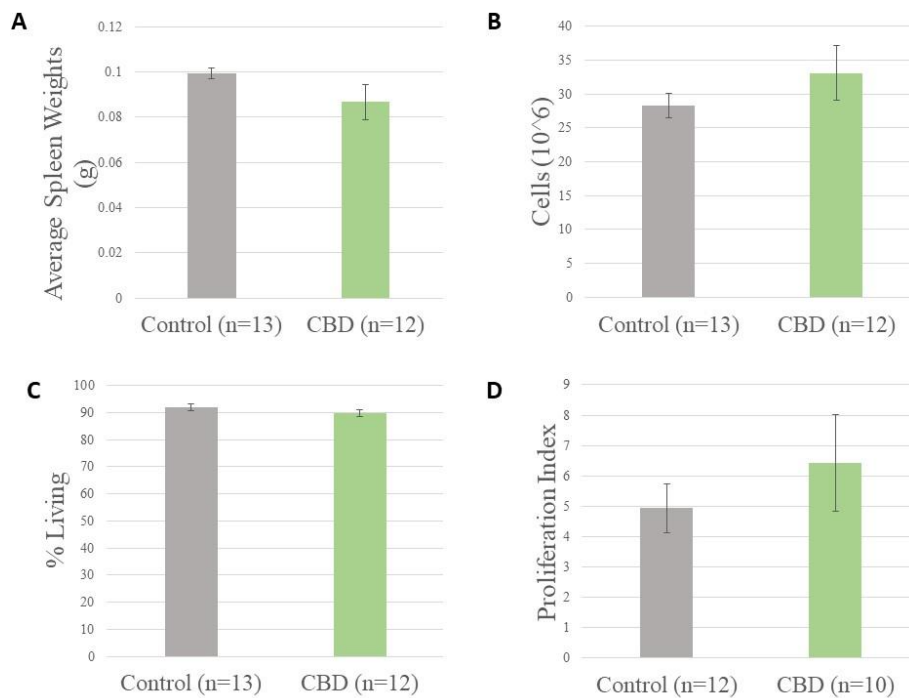 A
Average Spleen Weights
(g)
0.12
0.1
0.08
0.06
0.04
0.02
0
Control (n=13) CBD (n=12)
B
Cells (10^6)
40
35
30
25
20
15
10
5
0
Control (n=13) CBD (n=12)
C
% Living
100
90
80
70
60
50
40
30
20
10
0
Control (n=13) CBD (n=12)
D
Proliferation Index
9
8
7
6
5
4
3
2
1
0
Control (n=12) CBD (n=10)